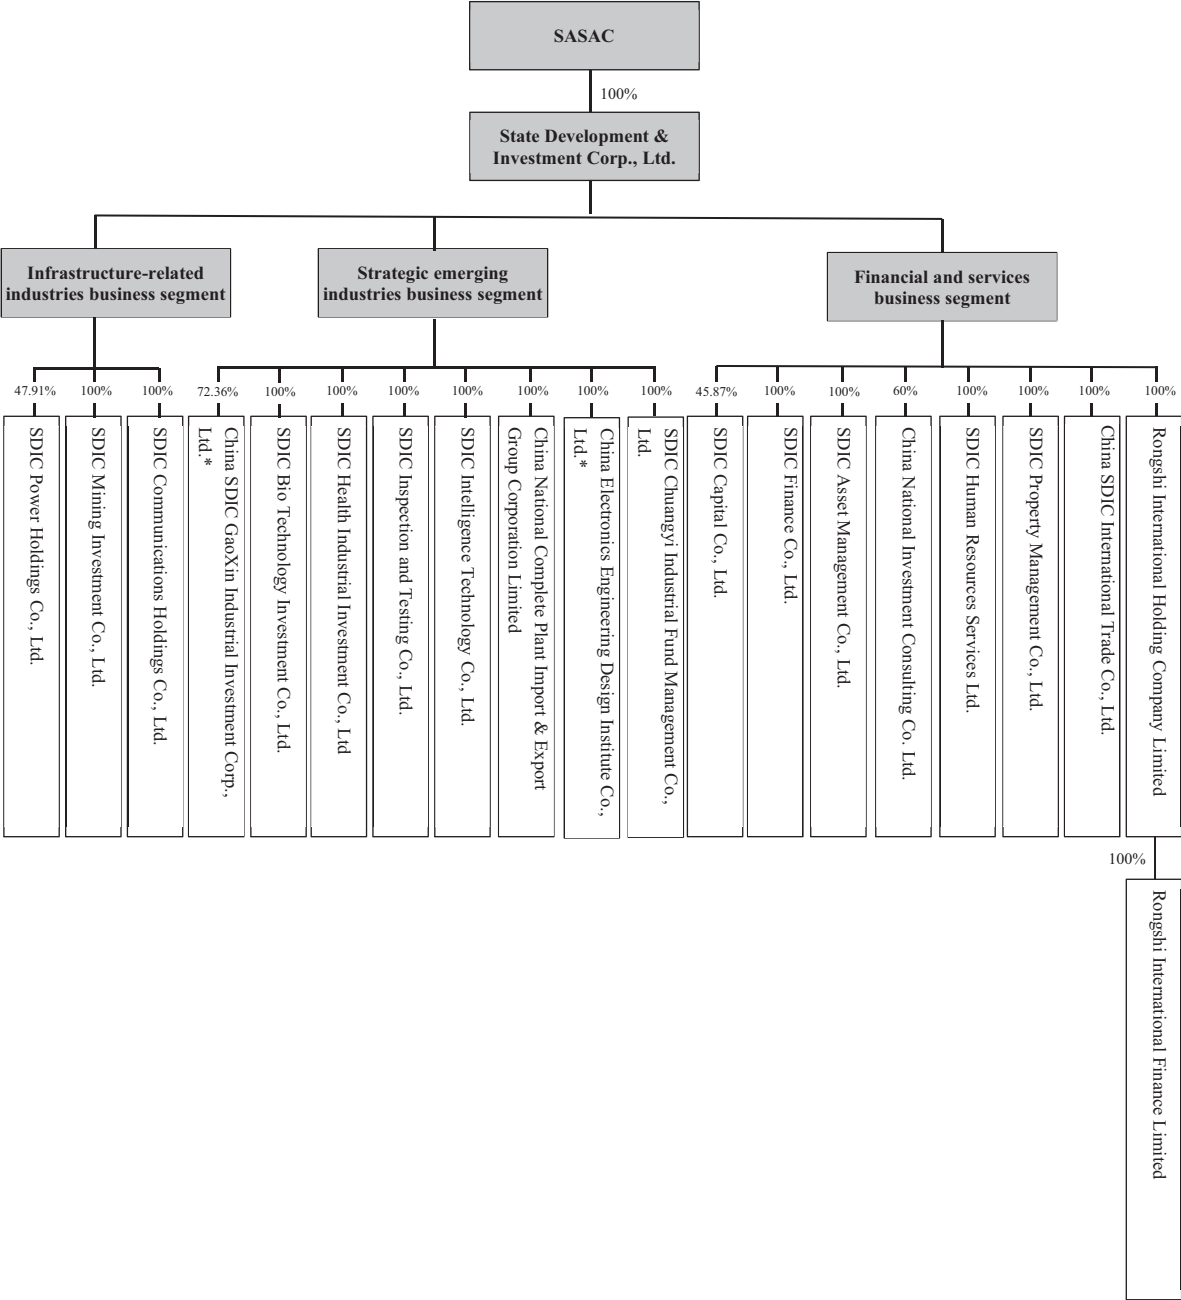 SASAC
100%
State Development &
Investment Corp., Ltd.
Infrastructure-related
industries business segment
Strategic emerging
industries business segment
Financial and services
business segment
47.91%
100%
100%
72.36%
100%
100%
100%
100%
100%
100%
100%
45.87%
100%
100%
60%
100%
100%
100%
100%
SDIC Power Holdings Co., Ltd.
SDIC Mining Investment Co., Ltd.
SDIC Communications Holdings Co., Ltd.
China SDIC GaoXin Industrial Investment Corp.,
Ltd.*
SDIC Bio Technology Investment Co., Ltd.
SDIC Health Industrial Investment Co., Ltd
SDIC Inspection and Testing Co., Ltd.
SDIC Intelligence Technology Co., Ltd.
China National Complete Plant Import & Export
Group Corporation Limited
China Electronics Engineering Design Institute Co.,
Ltd.*
SDIC Chuangyi Industrial Fund Management Co.,
Ltd.
SDIC Capital Co., Ltd.
SDIC Finance Co., Ltd.
SDIC Asset Management Co., Ltd.
China National Investment Consulting Co. Ltd.
SDIC Human Resources Services Ltd.
SDIC Property Management Co., Ltd.
China SDIC International Trade Co., Ltd.
Rongshi International Holding Company Limited
100%
Rongshi International Finance Limited